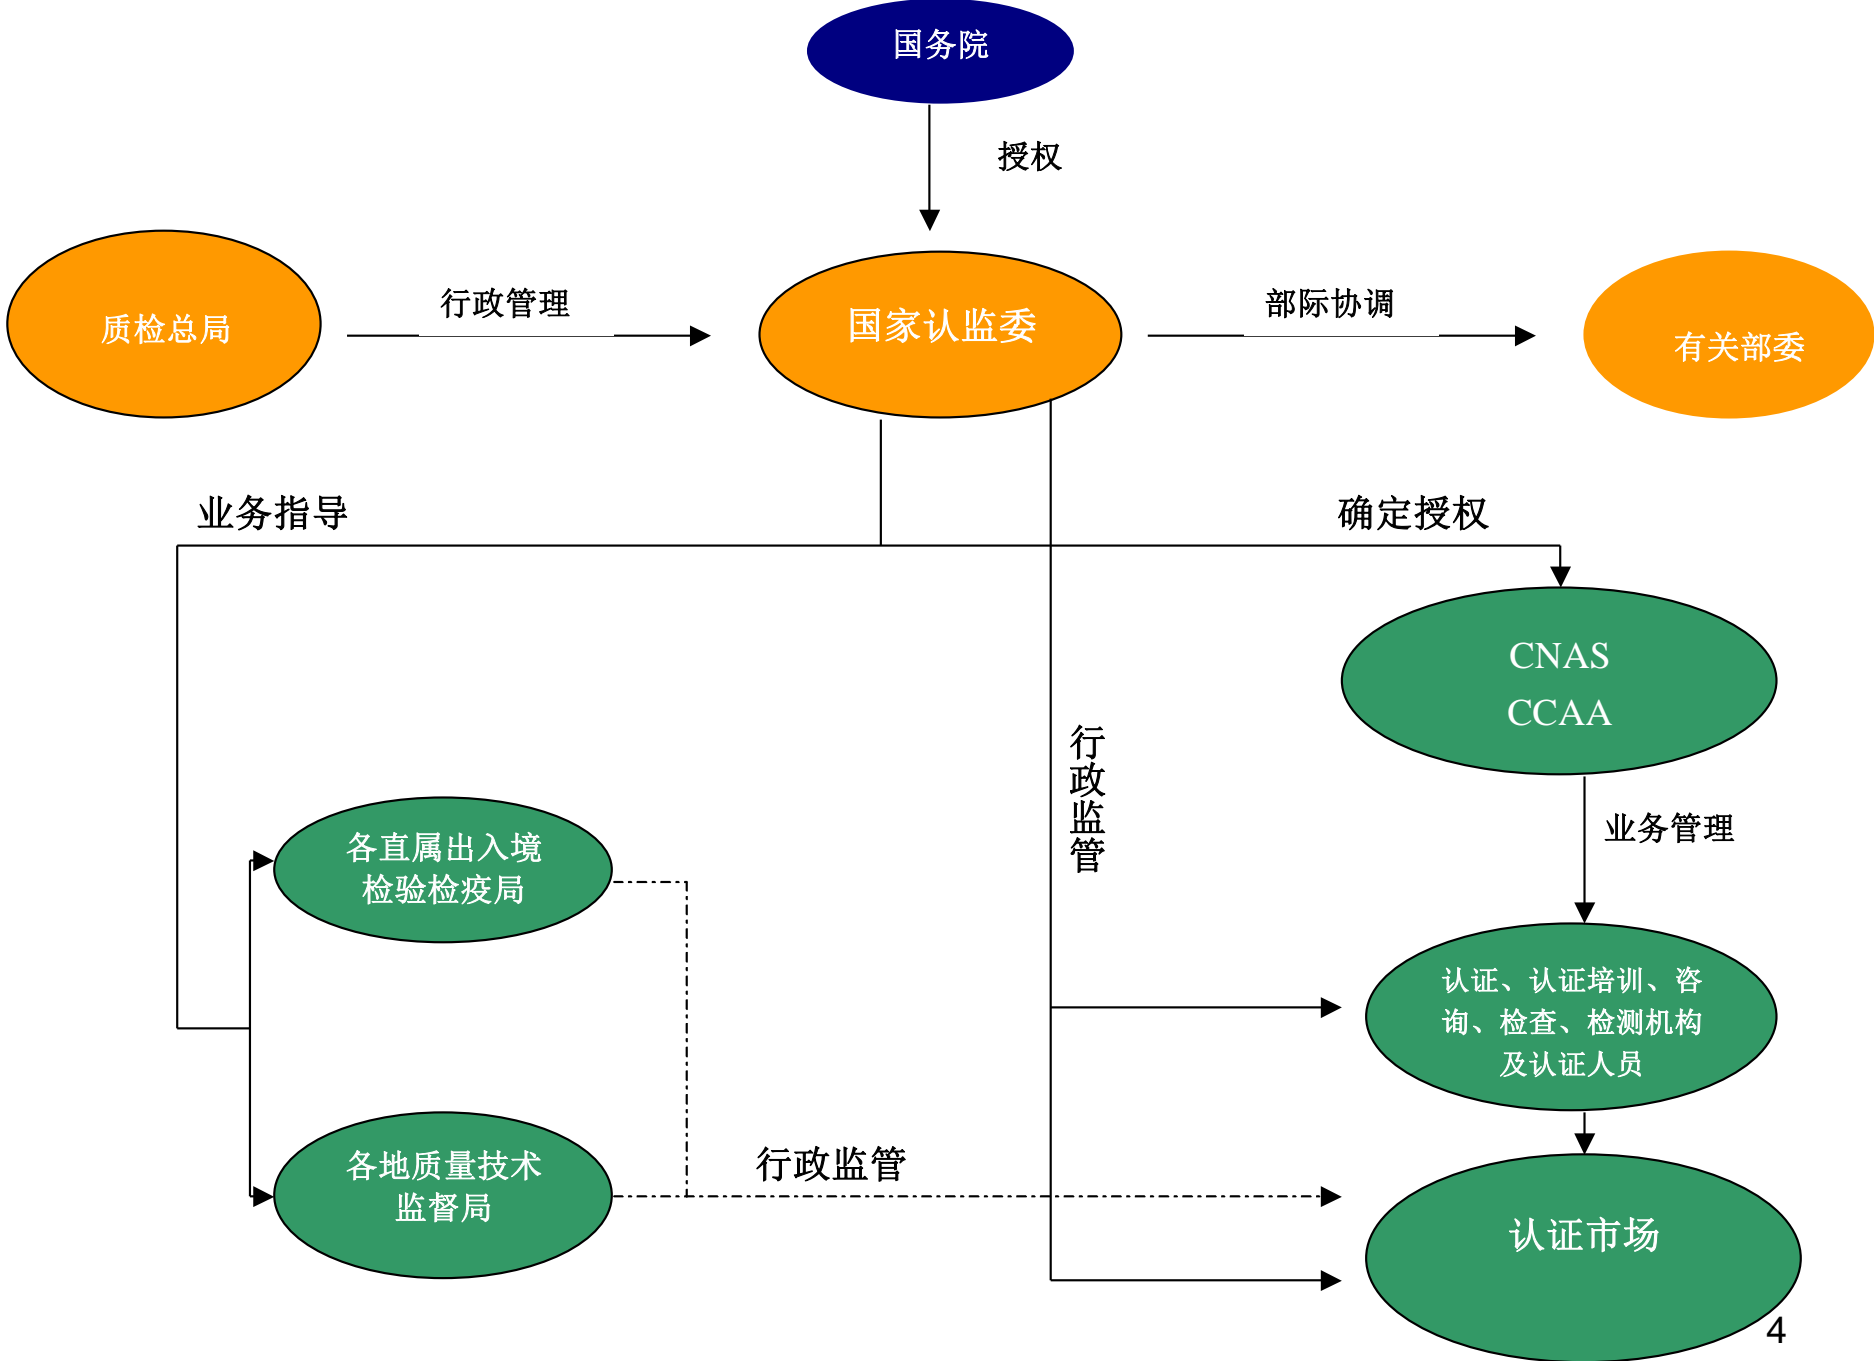 国务院
授权
质检总局
行政管理
国家认监委
部际协调
有关部委
业务指导
确定授权
CNAS
CCAA
行政监管
业务管理
各直属出入境
检验检疫局
认证、认证培训、咨
询、检查、检测机构
及认证人员
各地质量技术
监督局
行政监管
认证市场
4